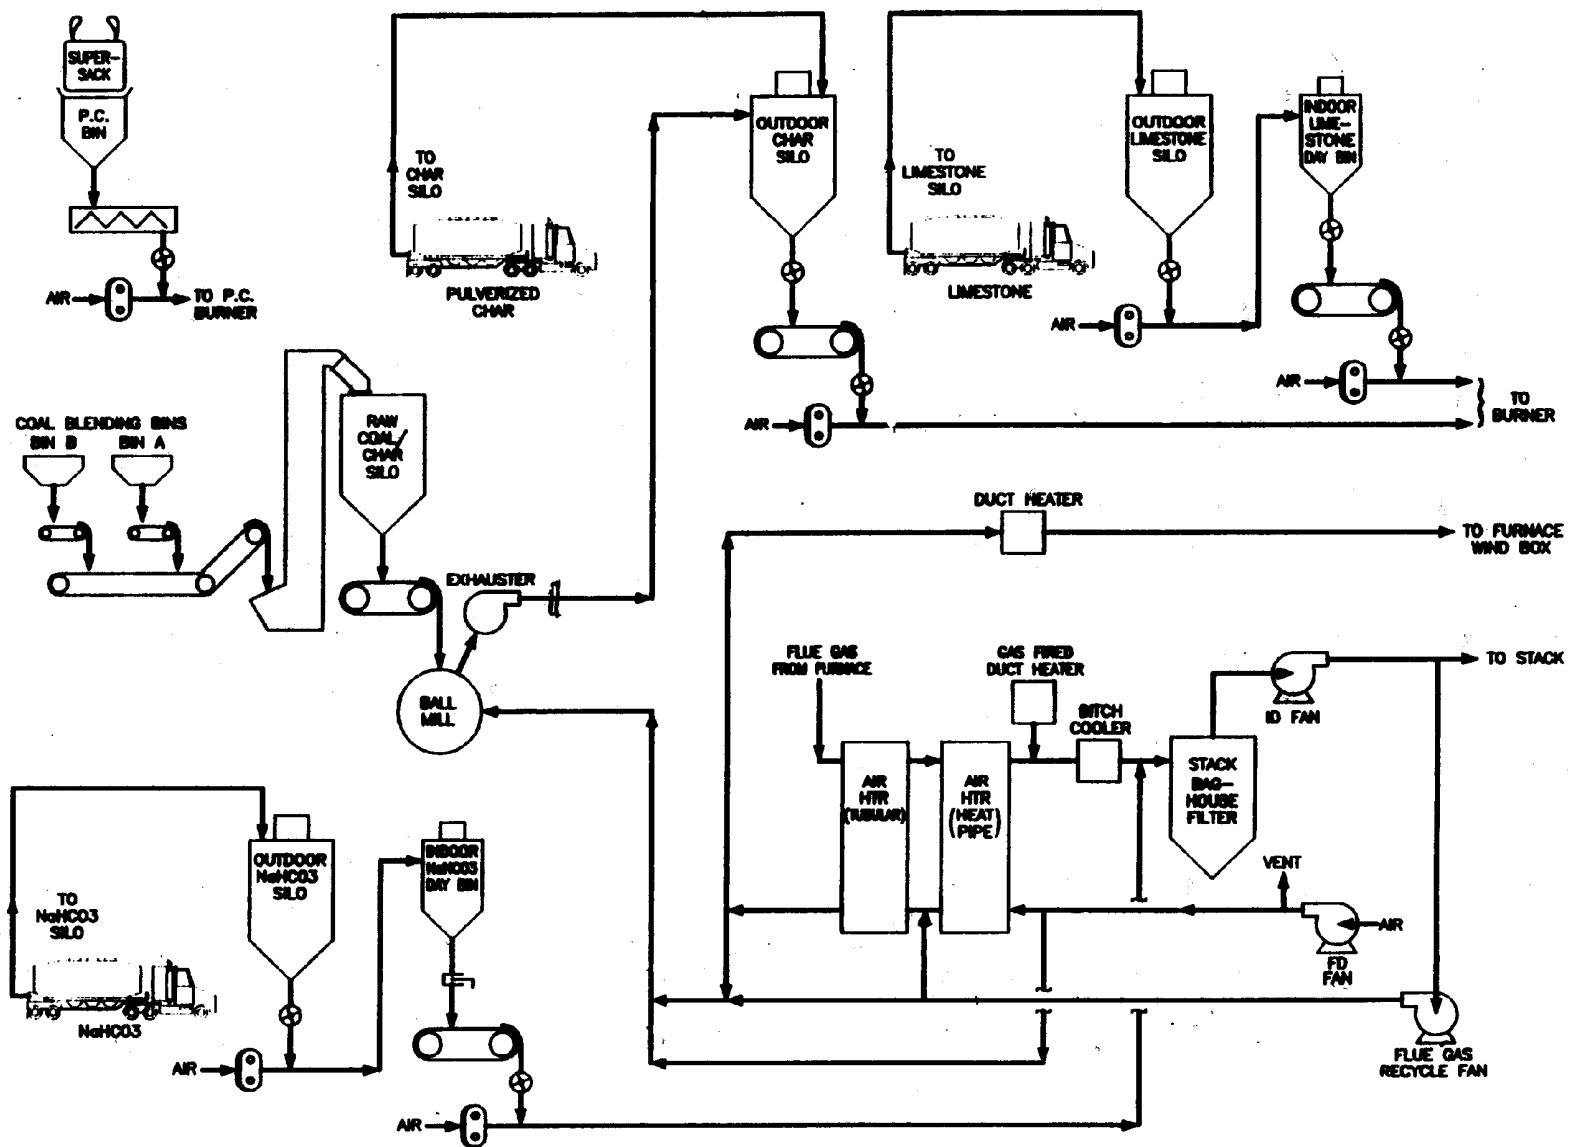 SUPER-
SACK
P.C.
BIN
AIR
TO P.C.
BURNER
TO
CHAR
SILO
PULVERIZED
CHAR
OUTDOOR
CHAR
SILO
TO
LIMESTONE
SILO
LIMESTONE
OUTDOOR
LIMESTONE
SILO
INDOOR
LIME-
STONE
DAY BIN
AIR
AIR
AIR
TO
BURNER
COAL BLENDING BINS
BIN B
BIN A
RAW
COAL/
CHAR
SILO
EXHAUSTER
BALL
MILL
DUCT HEATER
TO FURNACE
WIND BOX
FLUE GAS
FROM FURNACE
GAS FIRED
DUCT HEATER
BITCH
COOLER
ID FAN
TO STACK
AIR
HTR
(TUBULAR)
AIR
HTR
(HEAT
PIPE)
STACK
BAG-
HOUSE
FILTER
VENT
AIR
FD
FAN
FLUE GAS
RECYCLE FAN
TO
NaHCO3
SILO
NaHCO3
OUTDOOR
NaHCO3
SILO
INDOOR
NaHCO3
DAY BIN
AIR
AIR